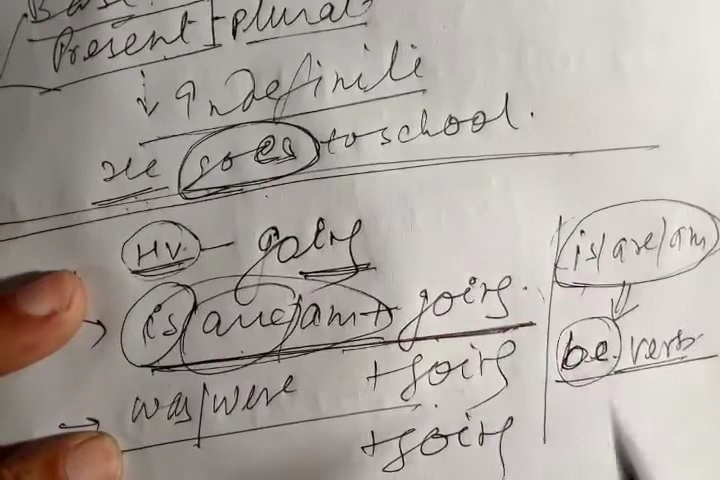 Base
Present plural
↓ Indefinite
He goes to school.
HV - going
→ is/are/am + going.
was/were + going
→ + going
is/are/am
⇓
be verb